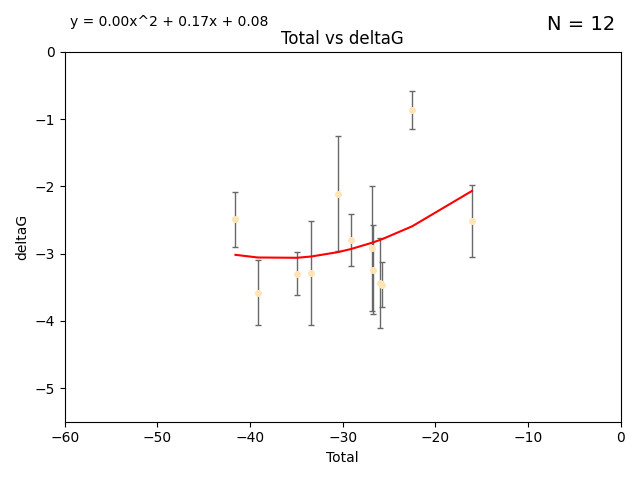 y = 0.00x^2 + 0.17x + 0.08
N = 12
Total vs deltaG
0
−1
−2
−3
−4
−5
deltaG
−60 −50 −40 −30 −20 −10 0
Total